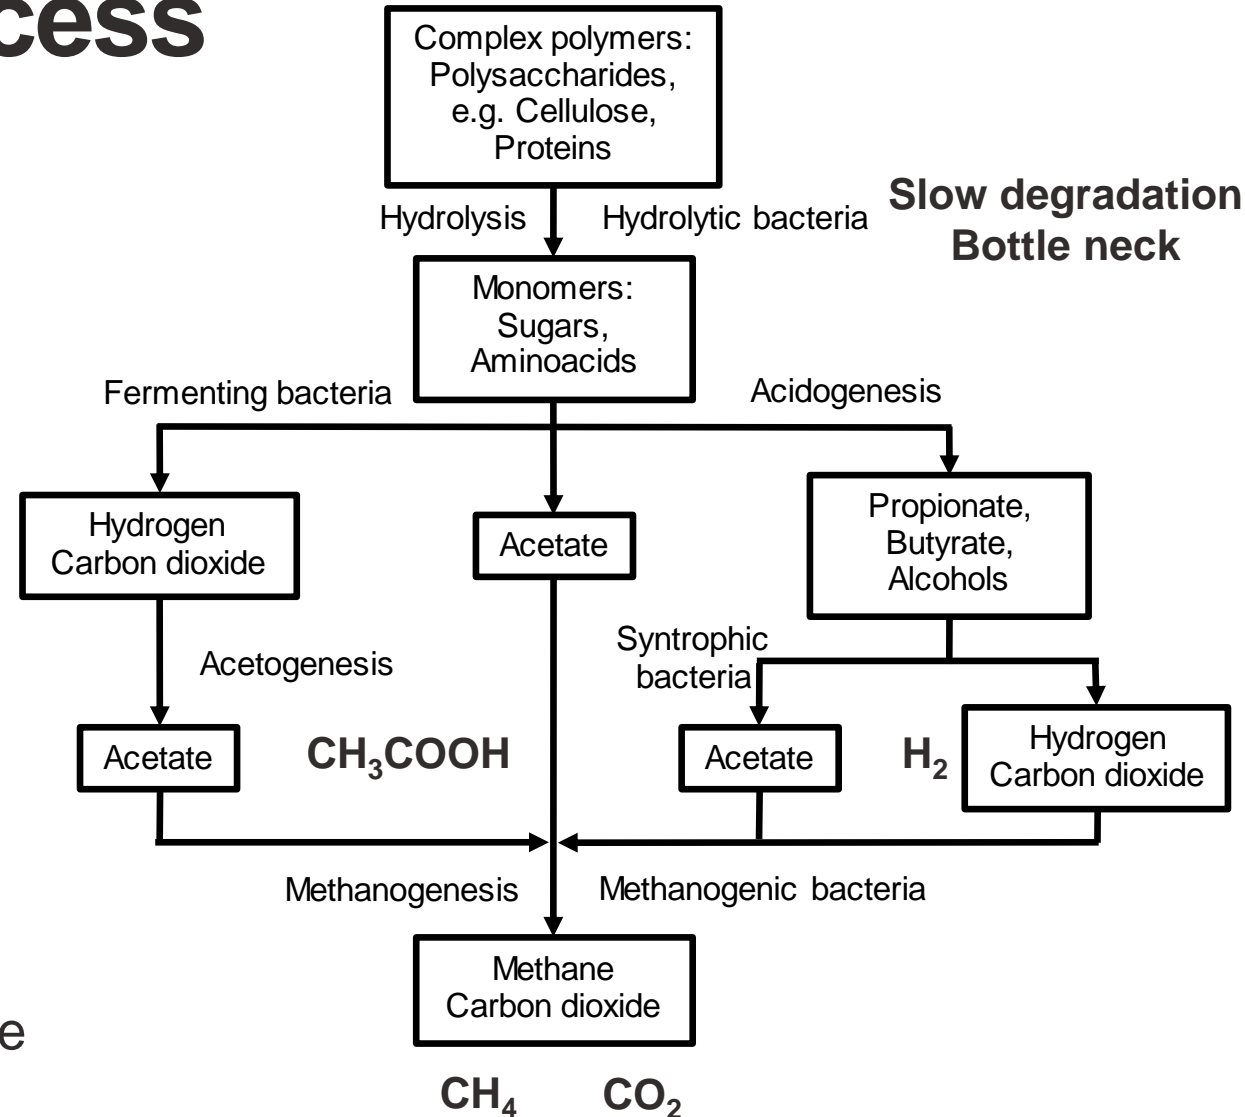 cess
Complex polymers:
Polysaccharides,
e.g. Cellulose,
Proteins
Hydrolysis
Hydrolytic bacteria
Slow degradation
Bottle neck
Monomers:
Sugars,
Aminoacids
Fermenting bacteria
Acidogenesis
Hydrogen
Carbon dioxide
Acetate
Propionate,
Butyrate,
Alcohols
Acetogenesis
Syntrophic
bacteria
Acetate
CH₃COOH
Acetate
H₂
Hydrogen
Carbon dioxide
Methanogenesis
Methanogenic bacteria
Methane
Carbon dioxide
e
CH₄
CO₂